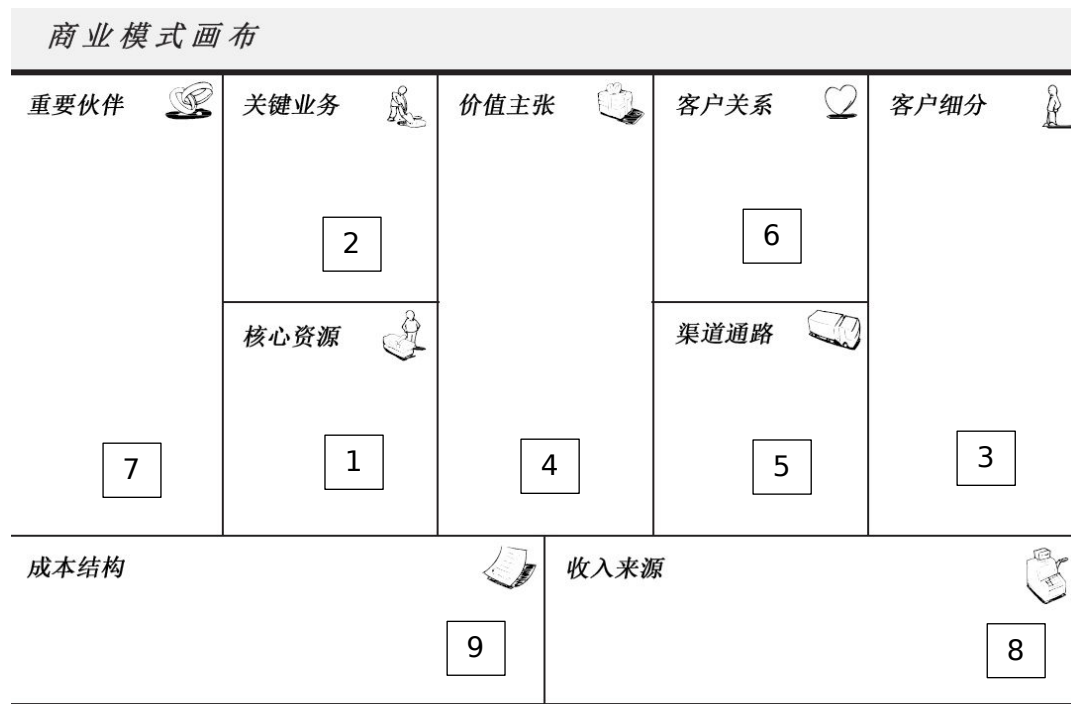 商业模式画布
重要伙伴
7
关键业务
2
核心资源
1
价值主张
4
客户关系
6
渠道通路
5
客户细分
3
成本结构
9
收入来源
8